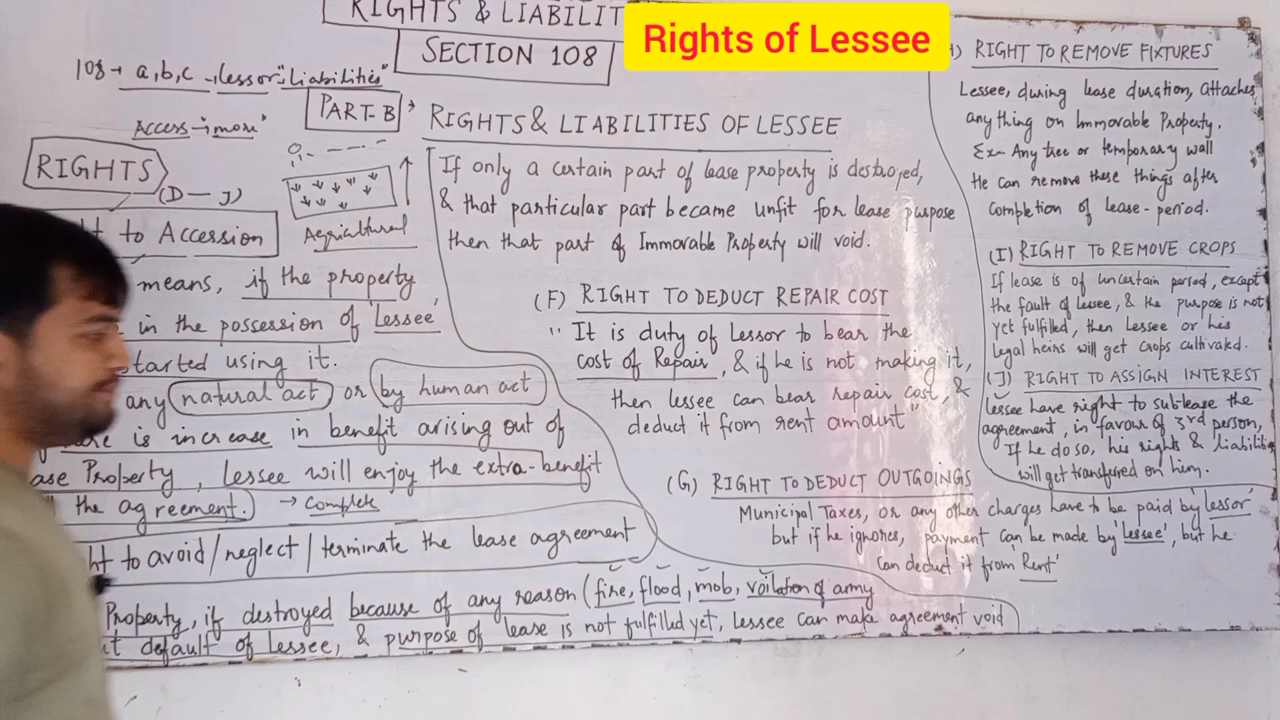 RIGHTS & LIABILIT
Rights of Lessee
SECTION 108
108 → a, b, c → lessor "Liabilities"
Access → "more"
PART-B
RIGHTS & LIABILITIES OF LESSEE
RIGHTS
(D — J)
Agricultural
to Accession
means, if the property
in the possession of 'Lessee'
started using it.
any natural act or by human act
is increase in benefit arising out of
Property, Lessee will enjoy the extra-benefit
the agreement. → Complete
to avoid/neglect/terminate the lease agreement
Property, if destroyed because of any reason (fire, flood, mob, voilation of army
default of Lessee, & purpose of lease is not fulfilled yet, Lessee can make agreement void
If only a certain part of lease property is destroyed,
& that particular part became unfit for lease purpose
then that part of Immovable Property will void.
(F) RIGHT TO DEDUCT REPAIR COST
"It is duty of Lessor to bear the
cost of Repair, & if he is not making it,
then lessee can bear repair cost, &
deduct it from rent amount"
(G) RIGHT TO DEDUCT OUTGOINGS
Municipal Taxes, or any other charges have to be paid by 'lessor'
but if he ignores, payment can be made by 'lessee', but he
can deduct it from 'Rent'
RIGHT TO REMOVE FIXTURES
Lessee, during lease duration, attaches
any thing on Immovable Property.
Ex- Any tree or temporary wall
He can remove these things after
completion of lease-period.
(I) RIGHT TO REMOVE CROPS
If lease is of uncertain period, except
the fault of lessee, & the purpose is not
yet fulfilled, then Lessee or his
legal heirs will get crops cultivated.
(J) RIGHT TO ASSIGN INTEREST
Lessee have right to sublease the
agreement, in favour of 3rd person,
If he do so, his rights & liabilities
will get transferred on him.